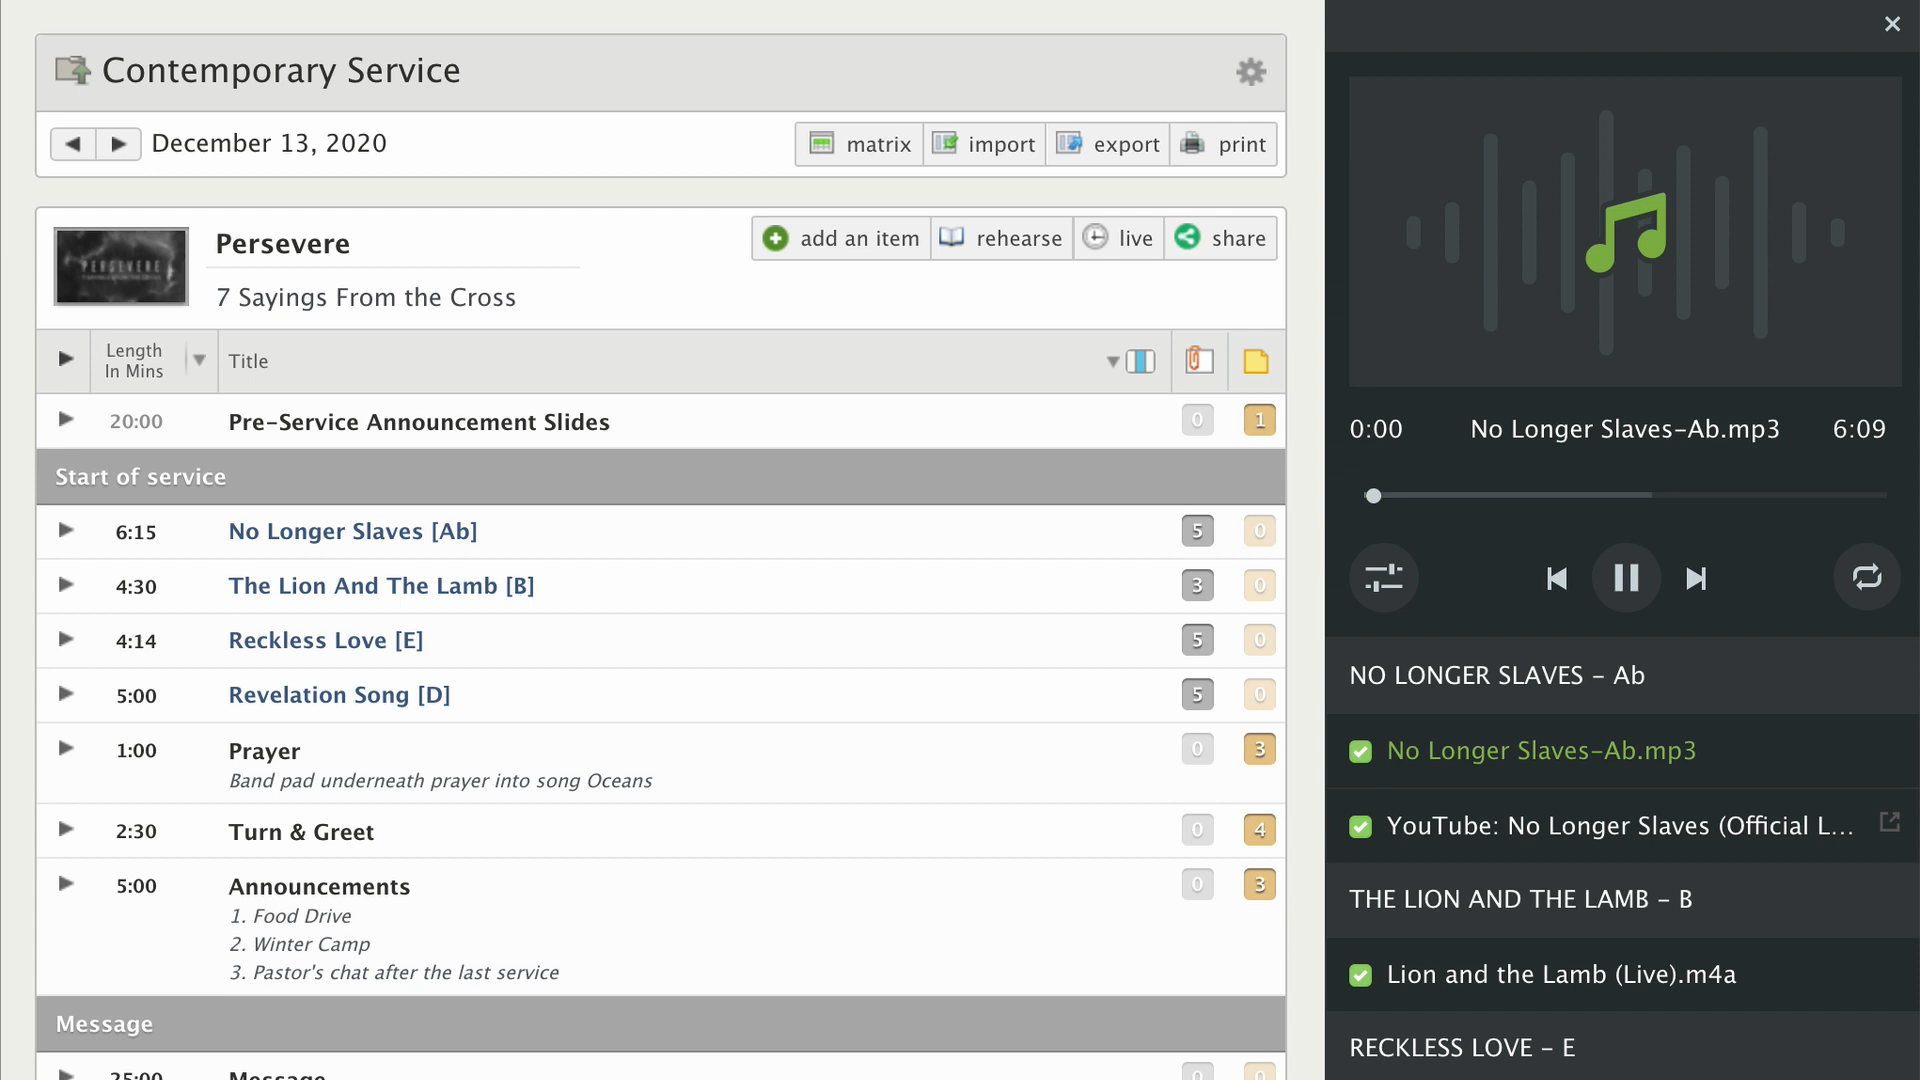 Contemporary Service
December 13, 2020
matrix
import
export
print
PERSEVERE
Persevere
7 Sayings From the Cross
add an item
rehearse
live
share
Length
In Mins
Title
20:00 Pre-Service Announcement Slides 0 1
Start of service
6:15 No Longer Slaves [Ab] 5 0
4:30 The Lion And The Lamb [B] 3 0
4:14 Reckless Love [E] 5 0
5:00 Revelation Song [D] 5 0
1:00 Prayer 0 3
Band pad underneath prayer into song Oceans
2:30 Turn & Greet 0 4
5:00 Announcements 0 3
1. Food Drive
2. Winter Camp
3. Pastor's chat after the last service
Message
25:00 Message 0 0
0:00 No Longer Slaves-Ab.mp3 6:09
NO LONGER SLAVES - Ab
No Longer Slaves-Ab.mp3
YouTube: No Longer Slaves (Official L...
THE LION AND THE LAMB - B
Lion and the Lamb (Live).m4a
RECKLESS LOVE - E